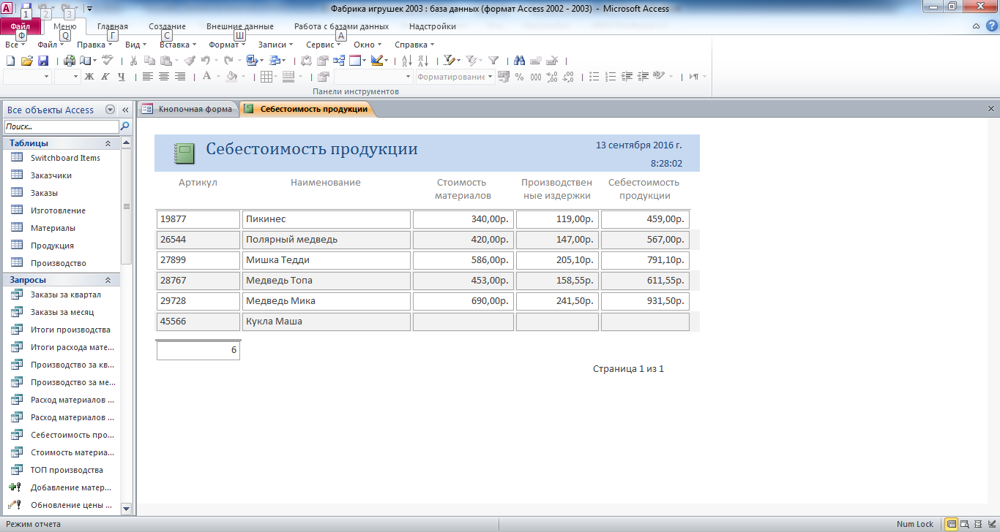 Фабрика игрушек 2003 : база данных (формат Access 2002 - 2003) - Microsoft Access
1 2 3
Файл Меню Главная Создание Внешние данные Работа с базами данных Надстройки
Ф Q Г С Ш А
Все Файл Правка Вид Вставка Формат Записи Сервис Окно Справка
Ж К Ч Форматирование % 000
Панели инструментов
Все объекты Access
Кнопочная форма Себестоимость продукции
Поиск...
Таблицы
Switchboard Items
Заказчики
Заказы
Изготовление
Материалы
Продукция
Производство
Запросы
Заказы за квартал
Заказы за месяц
Итоги производства
Итоги расхода мате...
Производство за кв...
Производство за ме...
Расход материалов ...
Расход материалов ...
Себестоимость про...
Стоимость материа...
ТОП производства
Добавление матер...
Обновление цены ...
Себестоимость продукции
13 сентября 2016 г.
8:28:02
Артикул Наименование Стоимость материалов Производствен ные издержки Себестоимость продукции
19877 Пикинес 340,00р. 119,00р. 459,00р.
26544 Полярный медведь 420,00р. 147,00р. 567,00р.
27899 Мишка Тедди 586,00р. 205,10р. 791,10р.
28767 Медведь Топа 453,00р. 158,55р. 611,55р.
29728 Медведь Мика 690,00р. 241,50р. 931,50р.
45566 Кукла Маша
6
Страница 1 из 1
Режим отчета
Num Lock